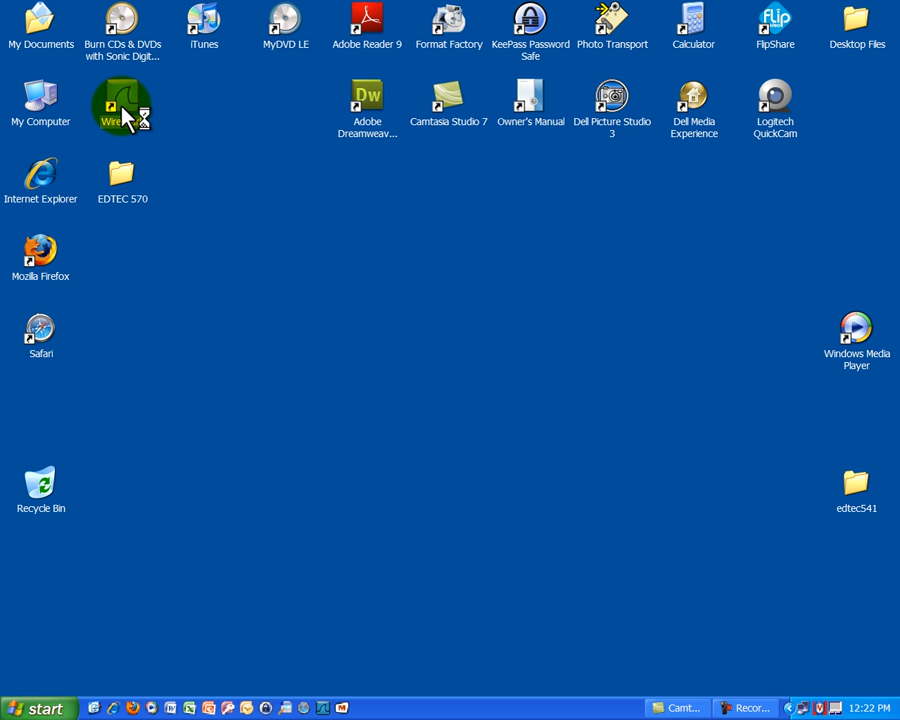 My Documents
Burn CDs & DVDs
with Sonic Digit...
iTunes
MyDVD LE
Adobe Reader 9
Format Factory
KeePass Password
Safe
Photo Transport
Calculator
FlipShare
Desktop Files
My Computer
Dw
Adobe
Dreamweav...
Camtasia Studio 7
Owner's Manual
Dell Picture Studio
3
Dell Media
Experience
Logitech
QuickCam
Internet Explorer
EDTEC 570
Mozilla Firefox
Safari
Windows Media
Player
Recycle Bin
edtec541
start
Camt...
Recor...
12:22 PM